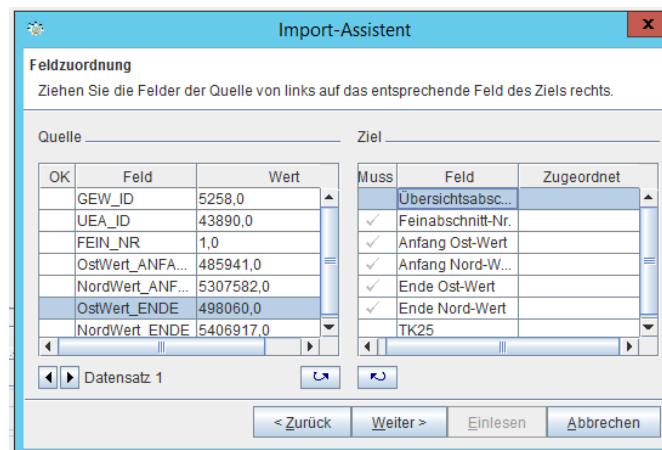 Import-Assistent
x
Feldzuordnung
Ziehen Sie die Felder der Quelle von links auf das entsprechende Feld des Ziels rechts.
Quelle
Ziel
OK Feld Wert
Muss Feld Zugeordnet
GEW_ID 5258,0
Übersichtsabsc...
UEA_ID 43890,0
Feinabschnitt-Nr.
FEIN_NR 1,0
Anfang Ost-Wert
OstWert_ANFA... 485941,0
Anfang Nord-W...
NordWert_ANF... 5307582,0
Ende Ost-Wert
OstWert_ENDE 498060,0
Ende Nord-Wert
NordWert_ENDE 5406917,0
TK25
Datensatz 1
< Zurück Weiter > Einlesen Abbrechen